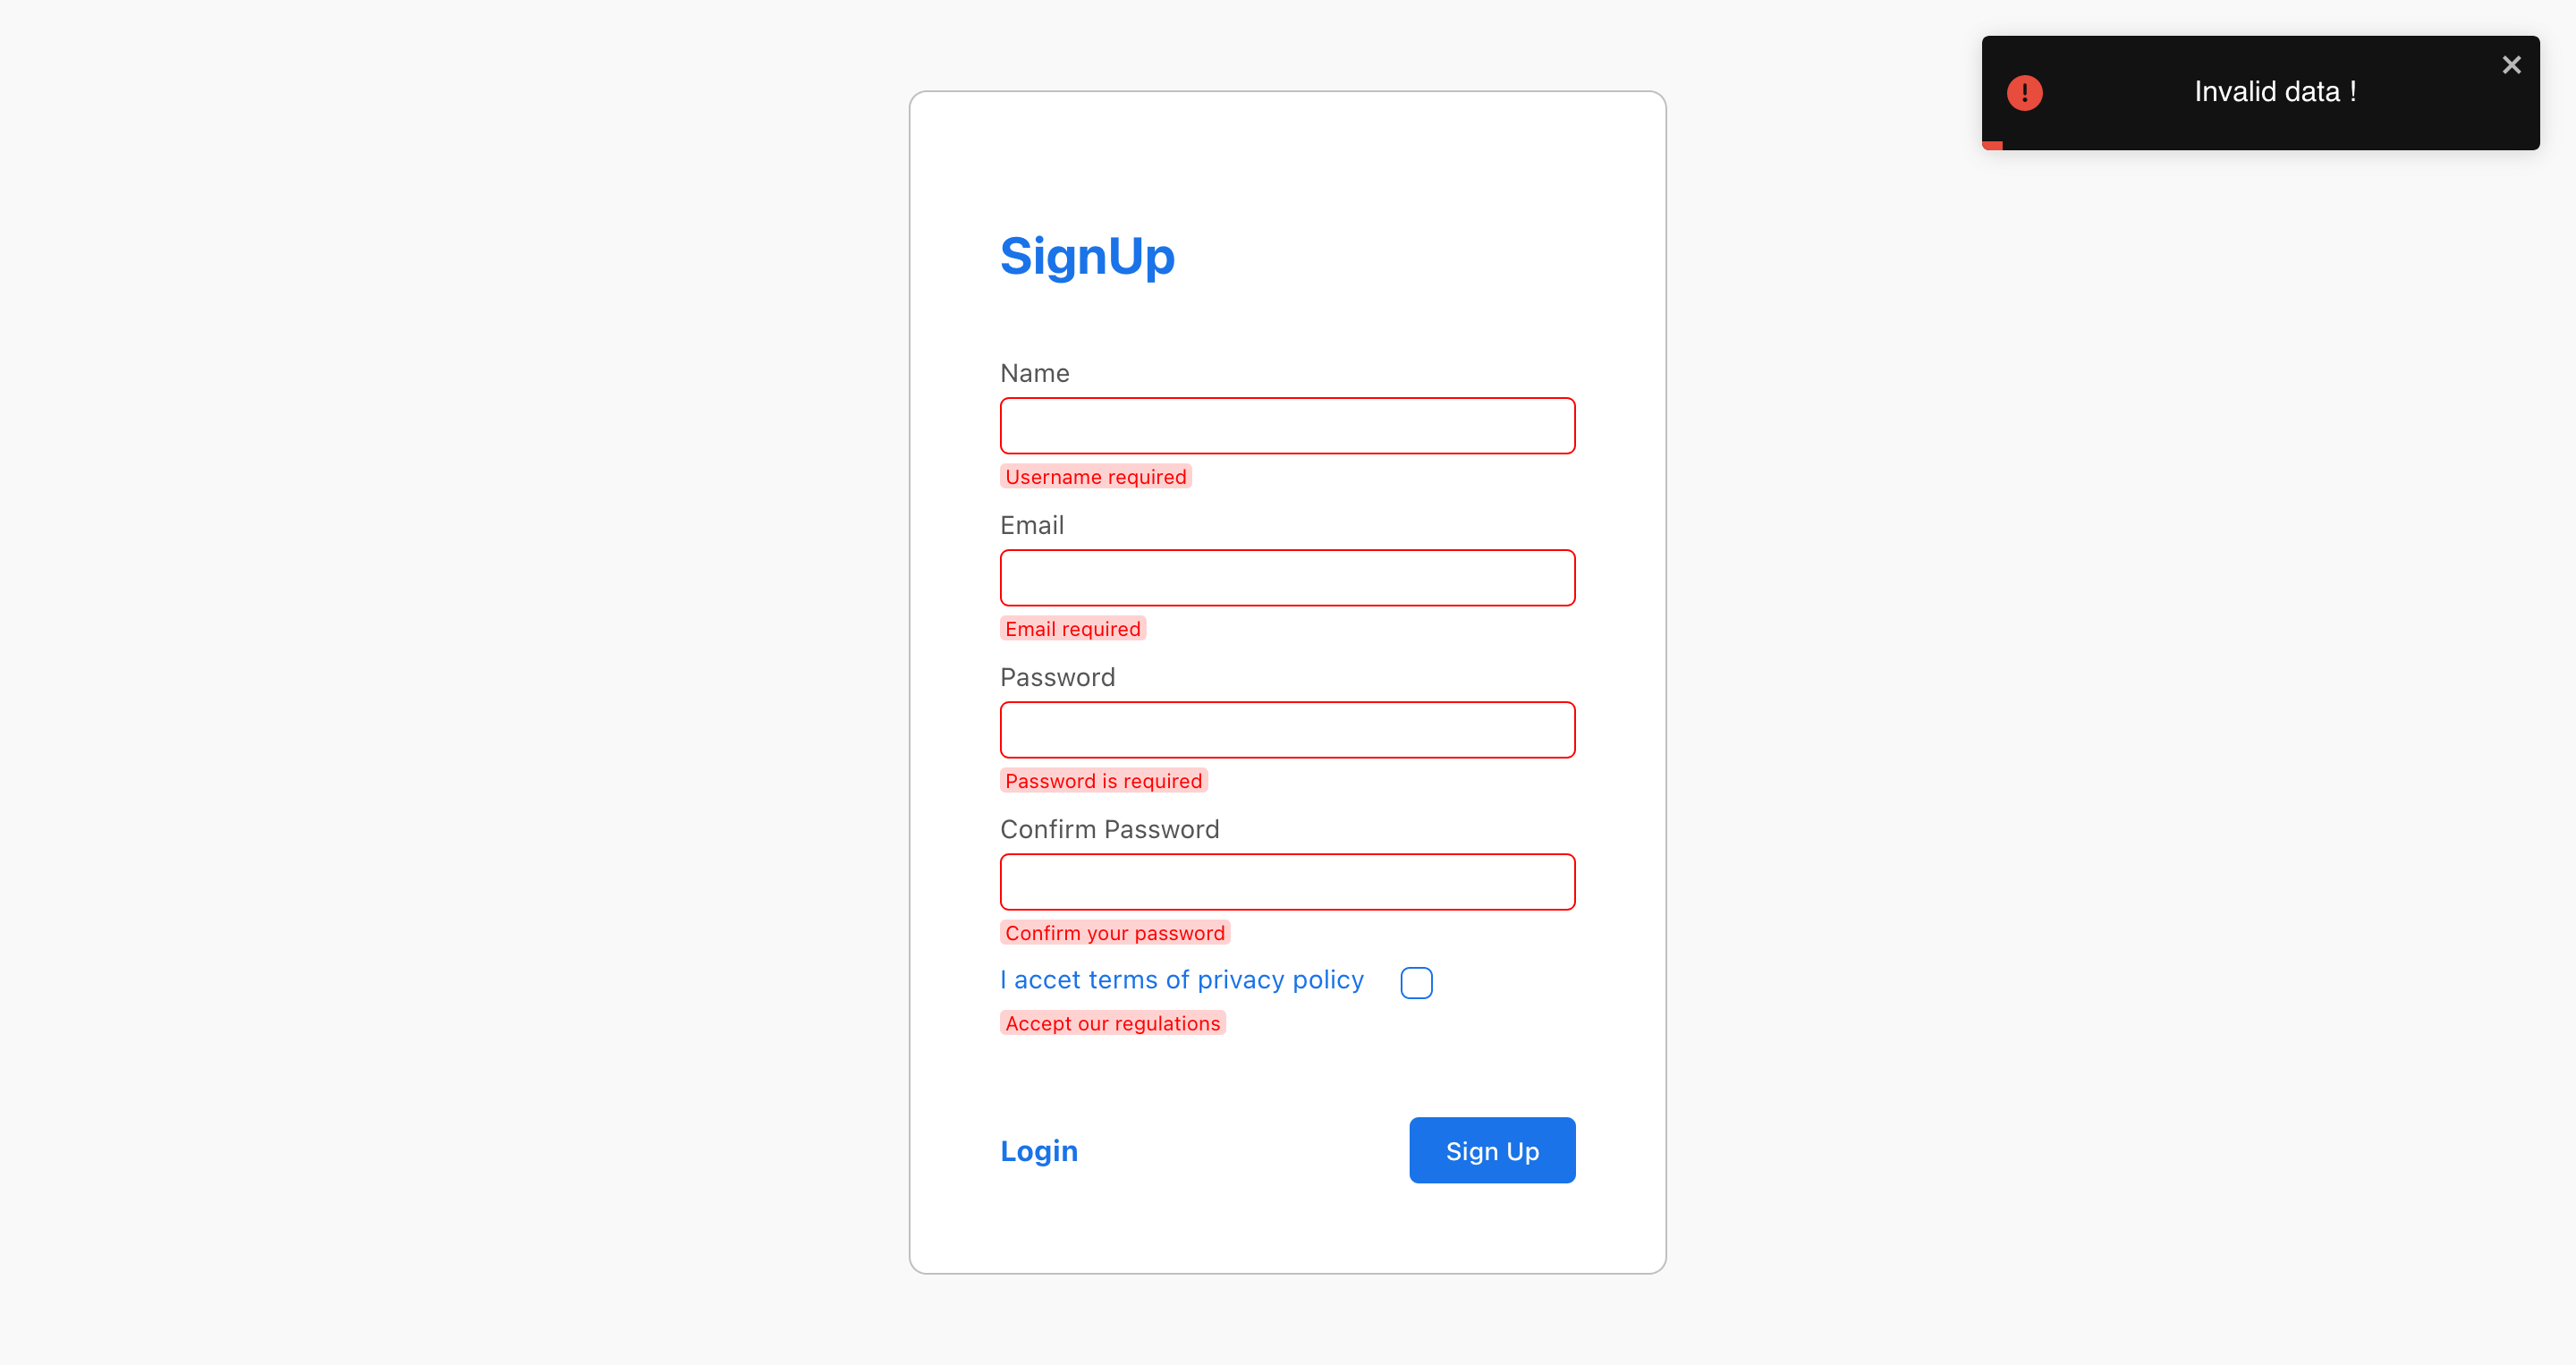 Invalid data !
SignUp
Name
Username required
Email
Email required
Password
Password is required
Confirm Password
Confirm your password
I accet terms of privacy policy
Accept our regulations
Login
Sign Up